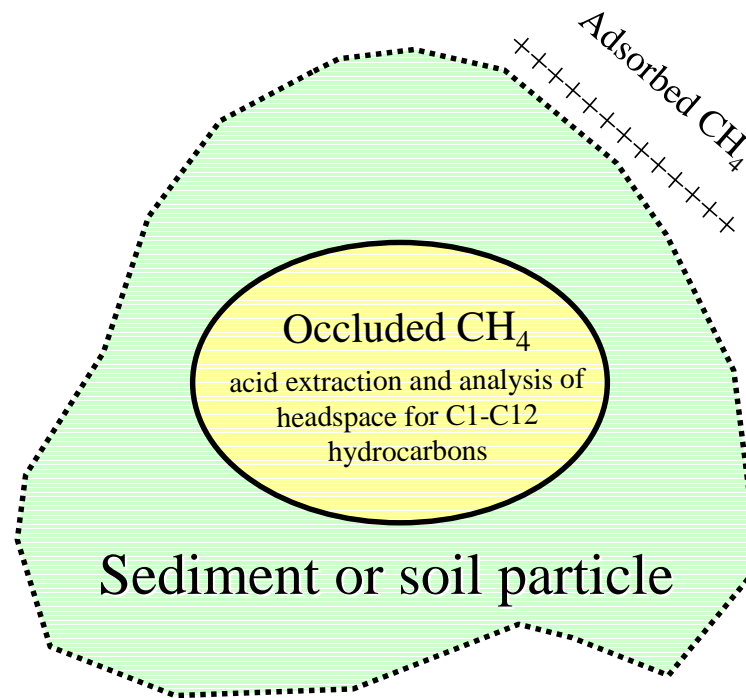 Adsorbed CH₄
Occluded CH₄
acid extraction and analysis of
headspace for C1-C12
hydrocarbons
Sediment or soil particle